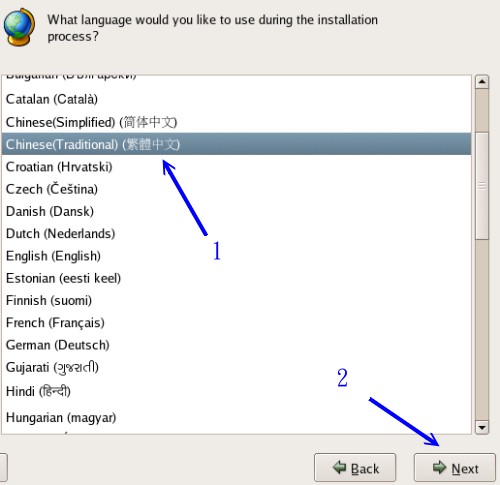 What language would you like to use during the installation
process?
Bulgarian (Български)
Catalan (Català)
Chinese(Simplified) (简体中文)
Chinese(Traditional) (繁體中文)
Croatian (Hrvatski)
Czech (Čeština)
Danish (Dansk)
Dutch (Nederlands)
English (English)
Estonian (eesti keel)
Finnish (suomi)
French (Français)
German (Deutsch)
Gujarati (ગુજરાતી)
Hindi (हिन्दी)
Hungarian (magyar)
1
2
Back
Next